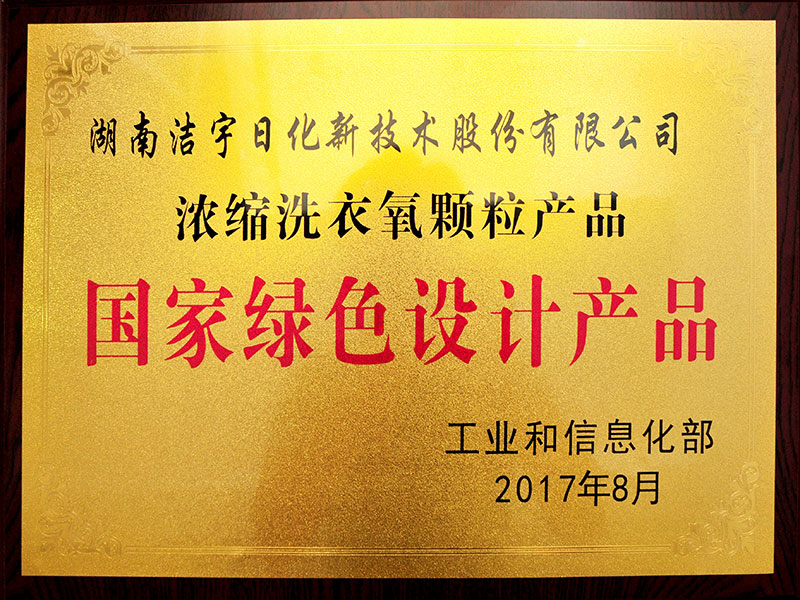 湖南洁宇日化新技术股份有限公司
浓缩洗衣氧颗粒产品
国家绿色设计产品
工业和信息化部
2017年8月